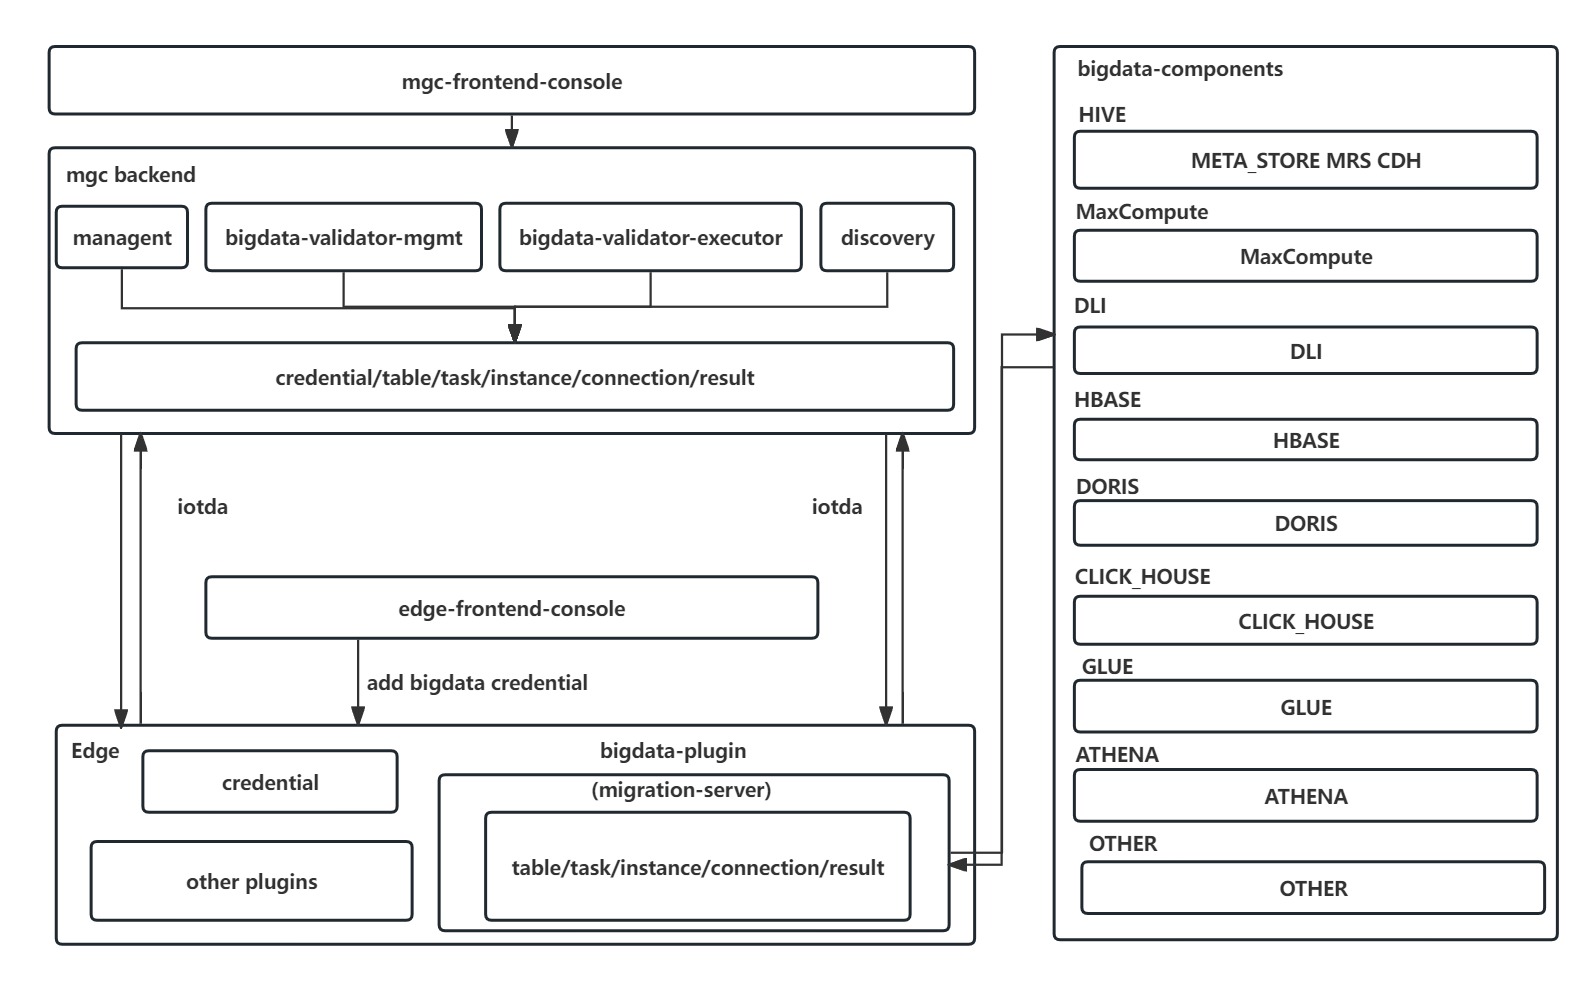 mgc-frontend-console
mgc backend
managent
bigdata-validator-mgmt
bigdata-validator-executor
discovery
credential/table/task/instance/connection/result
iotda
iotda
edge-frontend-console
add bigdata credential
Edge
credential
other plugins
bigdata-plugin
(migration-server)
table/task/instance/connection/result
bigdata-components
HIVE
META_STORE MRS CDH
MaxCompute
MaxCompute
DLI
DLI
HBASE
HBASE
DORIS
DORIS
CLICK_HOUSE
CLICK_HOUSE
GLUE
GLUE
ATHENA
ATHENA
OTHER
OTHER